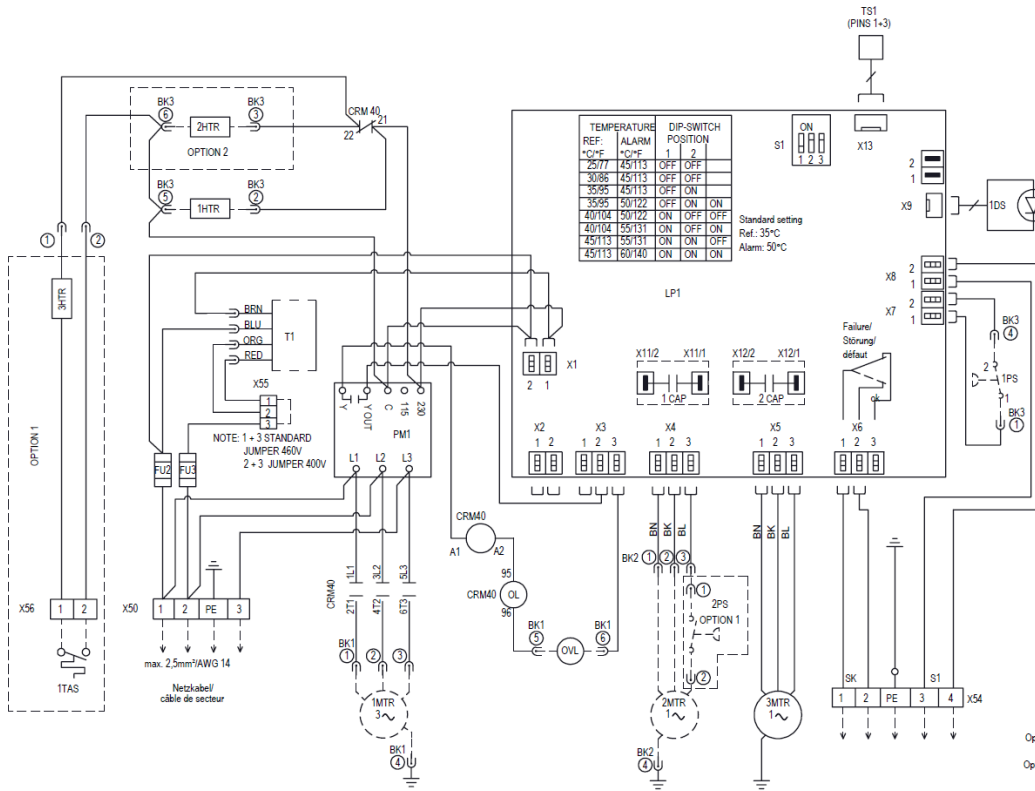 TS1
(PINS 1+3)
BK3
6
2HTR
BK3
3
CRM 40
22
21
OPTION 2
BK3
5
1HTR
BK3
2
TEMPERATURE DIP-SWITCH
REF: ALARM POSITION
°C/°F °C/°F 1 2
25/77 45/113 OFF OFF
30/86 45/113 OFF OFF
35/95 45/113 OFF ON
35/95 50/122 OFF ON ON
40/104 50/122 ON OFF OFF
40/104 55/131 ON OFF ON
45/113 55/131 ON ON OFF
45/113 60/140 ON ON ON
Standard setting
Ref.: 35°C
Alarm: 50°C
S1
ON
1 2 3
X13
2
1
X9
1DS
X8
2
1
X7
2
1
LP1
1
2
3HTR
OPTION 1
BRN
BLU
ORG
RED
T1
X55
1
2
3
NOTE: 1 + 3 STANDARD
JUMPER 460V
2 + 3 JUMPER 400V
FU2
FU3
Y
Y OUT
C
115
230
PM1
L1
L2
L3
X1
2 1
X11/2 X11/1
1 CAP
X12/2 X12/1
2 CAP
Failure/
Störung/
défaut
ok
BK3
4
2
1PS
1
BK3
1
X2
1 2
X3
1 2 3
X4
1 2 3
X5
1 2 3
X6
1 2 3
CRM40
A1
A2
95
CRM40
OL
96
BK1
5
OVL
BK1
6
CRM40
1L1
3L2
5L3
2T1
4T2
6T3
BK1
1
2
3
1MTR
3
BK1
4
BN
BK
BL
BK2
1
2
3
1
2PS
OPTION 1
2
2MTR
1
BK2
4
BN
BK
BL
3MTR
1
X56
1 2
1TAS
X50
1 2 PE 3
max. 2,5mm²/AWG 14
Netzkabel/
câble de secteur
SK
S1
1 2 PE 3 4
X54
Op
Op